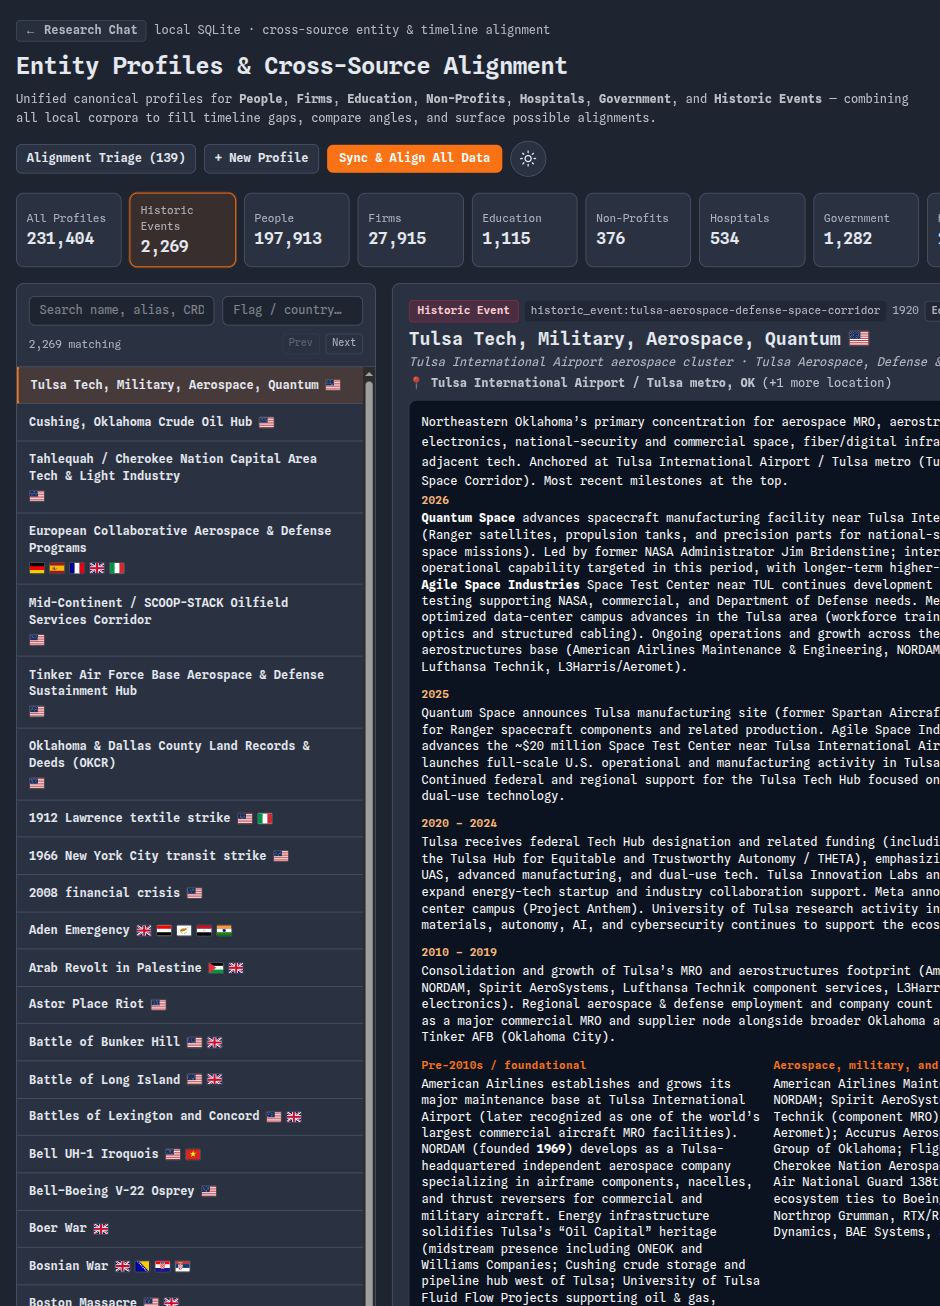 ← Research Chat local SQLite · cross-source entity & timeline alignment
Entity Profiles & Cross-Source Alignment
Unified canonical profiles for People, Firms, Education, Non-Profits, Hospitals, Government, and Historic Events — combining
all local corpora to fill timeline gaps, compare angles, and surface possible alignments.
Alignment Triage (139) + New Profile Sync & Align All Data
All Profiles
231,404
Historic
Events
2,269
People
197,913
Firms
27,915
Education
1,115
Non-Profits
376
Hospitals
534
Government
1,282
Search name, alias, CRD Flag / country…
2,269 matching Prev Next
Tulsa Tech, Military, Aerospace, Quantum
Cushing, Oklahoma Crude Oil Hub
Tahlequah / Cherokee Nation Capital Area
Tech & Light Industry
European Collaborative Aerospace & Defense
Programs
Mid-Continent / SCOOP-STACK Oilfield
Services Corridor
Tinker Air Force Base Aerospace & Defense
Sustainment Hub
Oklahoma & Dallas County Land Records &
Deeds (OKCR)
1912 Lawrence textile strike
1966 New York City transit strike
2008 financial crisis
Aden Emergency
Arab Revolt in Palestine
Astor Place Riot
Battle of Bunker Hill
Battle of Long Island
Battles of Lexington and Concord
Bell UH-1 Iroquois
Bell-Boeing V-22 Osprey
Boer War
Bosnian War
Boston Massacre
Historic Event historic_event:tulsa-aerospace-defense-space-corridor 1920
Tulsa Tech, Military, Aerospace, Quantum
Tulsa International Airport aerospace cluster · Tulsa Aerospace, Defense &
Tulsa International Airport / Tulsa metro, OK (+1 more location)
Northeastern Oklahoma’s primary concentration for aerospace MRO, aerostr
electronics, national-security and commercial space, fiber/digital infra
adjacent tech. Anchored at Tulsa International Airport / Tulsa metro (Tu
Space Corridor). Most recent milestones at the top.
2026
Quantum Space advances spacecraft manufacturing facility near Tulsa Inte
(Ranger satellites, propulsion tanks, and precision parts for national-s
space missions). Led by former NASA Administrator Jim Bridenstine; inter
operational capability targeted in this period, with longer-term higher-
Agile Space Industries Space Test Center near TUL continues development
testing supporting NASA, commercial, and Department of Defense needs. Me
optimized data-center campus advances in the Tulsa area (workforce train
optics and structured cabling). Ongoing operations and growth across the
aerostructures base (American Airlines Maintenance & Engineering, NORDAM
Lufthansa Technik, L3Harris/Aeromet).
2025
Quantum Space announces Tulsa manufacturing site (former Spartan Aircraf
for Ranger spacecraft components and related production. Agile Space Ind
advances the ~$20 million Space Test Center near Tulsa International Air
launches full-scale U.S. operational and manufacturing activity in Tulsa
Continued federal and regional support for the Tulsa Tech Hub focused on
dual-use technology.
2020 – 2024
Tulsa receives federal Tech Hub designation and related funding (includi
the Tulsa Hub for Equitable and Trustworthy Autonomy / THETA), emphasizi
UAS, advanced manufacturing, and dual-use tech. Tulsa Innovation Labs an
expand energy-tech startup and industry collaboration support. Meta anno
center campus (Project Anthem). University of Tulsa research activity in
materials, autonomy, AI, and cybersecurity continues to support the ecos
2010 – 2019
Consolidation and growth of Tulsa’s MRO and aerostructures footprint (Am
NORDAM, Spirit AeroSystems, Lufthansa Technik component services, L3Harr
electronics). Regional aerospace & defense employment and company count
as a major commercial MRO and supplier node alongside broader Oklahoma a
Tinker AFB (Oklahoma City).
Pre-2010s / foundational
American Airlines establishes and grows its
major maintenance base at Tulsa International
Airport (later recognized as one of the world’s
largest commercial aircraft MRO facilities).
NORDAM (founded 1969) develops as a Tulsa-
headquartered independent aerospace company
specializing in airframe components, nacelles,
and thrust reversers for commercial and
military aircraft. Energy infrastructure
solidifies Tulsa’s “Oil Capital” heritage
(midstream presence including ONEOK and
Williams Companies; Cushing crude storage and
pipeline hub west of Tulsa; University of Tulsa
Fluid Flow Projects supporting oil & gas,
Aerospace, military, and
American Airlines Maint
NORDAM; Spirit AeroSyst
Technik (component MRO)
Aeromet); Accurus Aeros
Group of Oklahoma; Flig
Cherokee Nation Aerospa
Air National Guard 138t
ecosystem ties to Boein
Northrop Grumman, RTX/R
Dynamics, BAE Systems,